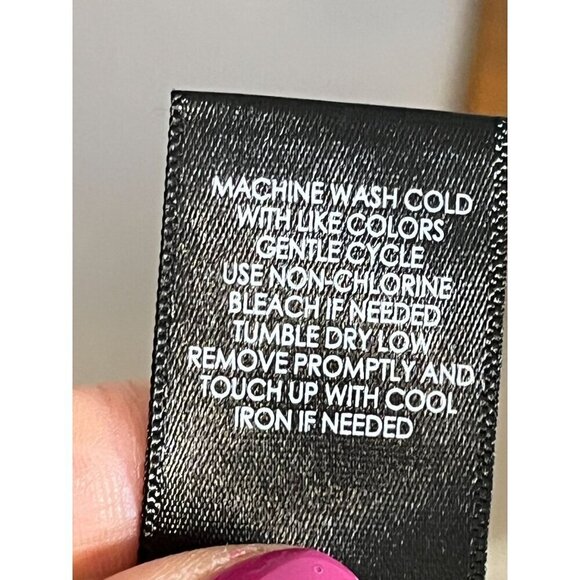 MACHINE WASH COLD
WITH LIKE COLORS
GENTLE CYCLE
USE NON-CHLORINE
BLEACH IF NEEDED
TUMBLE DRY LOW
REMOVE PROMPTLY AND
TOUCH UP WITH COOL
IRON IF NEEDED